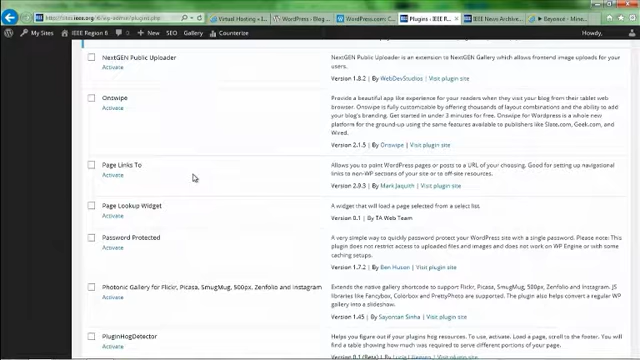 http://sites.ieee.org/r6/wp-admin/plugins.php
Virtual Hosting - I...
WordPress › Blog ...
WordPress.com: C...
Plugins ‹ IEEE R...
IEEE News Archive...
Beyoncé - Mine...
My Sites IEEE Region 6 New SEO Gallery Counterize Howdy,
NextGEN Public Uploader
Activate
NextGEN Public Uploader is an extension to NextGEN Gallery which allows frontend image uploads for your
users.
Version 1.8.2 | By WebDevStudios | Visit plugin site
Onswipe
Activate
Provide a beautiful app like experience for your readers when they visit your blog from their tablet web
browser. Onswipe is fully customizable by offering thousands of layout combinations and the ability to
add your blog's branding. Get started in under 3 minutes for free. Onswipe for Wordpress is a whole new
platform for the ground-up using the same features available to publishers like Slate.com, Geek.com, and
Wired.
Version 2.1.5 | By Onswipe | Visit plugin site
Page Links To
Activate
Allows you to point WordPress pages or posts to a URL of your choosing. Good for setting up navigational
links to non-WP sections of your site or to off-site resources.
Version 2.9.3 | By Mark Jaquith | Visit plugin site
Page Lookup Widget
Activate
A widget that will load a page selected from a select list.
Version 0.1 | By TA Web Team
Password Protected
Activate
A very simple way to quickly password protect your WordPress site with a single password. Please note: This
plugin does not restrict access to uploaded files and images and does not work on WP Engine or with some
caching setups.
Version 1.7.2 | By Ben Huson | Visit plugin site
Photonic Gallery for Flickr, Picasa, SmugMug, 500px, Zenfolio and Instagram
Activate
Extends the native gallery shortcode to support Flickr, Picasa, SmugMug, 500px, Zenfolio and Instagram. JS
libraries like Fancybox, Colorbox and PrettyPhoto are supported. The plugin also helps convert a regular WP
gallery into a slideshow.
Version 1.45 | By Sayontan Sinha | Visit plugin site
PluginHogDetector
Activate
Helps you figure out if your plugins hog resources. To use, activate. Load a page, scroll to the footer. You will
find a table showing how much was required to serve different portions of your page.